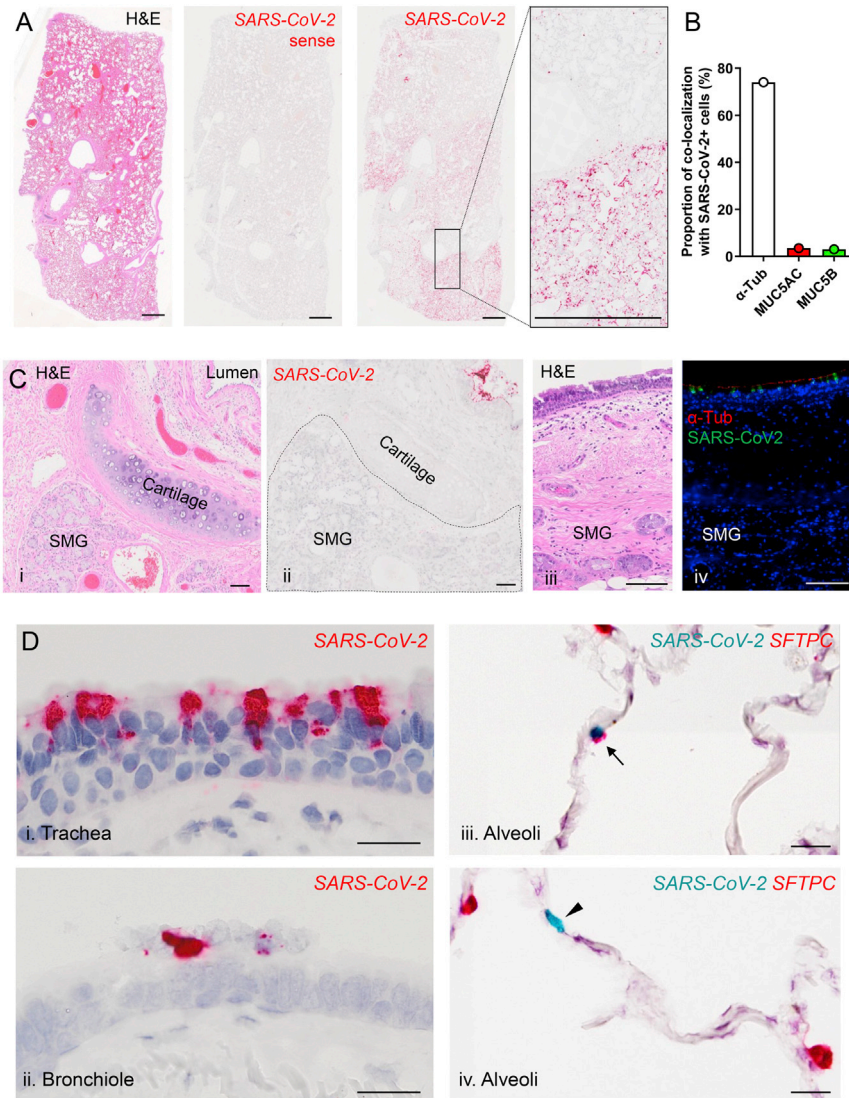 A
H&E
SARS-CoV-2
sense
SARS-CoV-2
B
Proportion of co-localization
with SARS-CoV-2+ cells (%)
80
60
40
20
0
α-Tub
MUC5AC
MUC5B
C
H&E
Lumen
Cartilage
SMG
i
SARS-CoV-2
Cartilage
SMG
ii
H&E
SMG
iii
α-Tub
SARS-CoV2
SMG
iv
D
SARS-CoV-2
i. Trachea
SARS-CoV-2 SFTPC
iii. Alveoli
SARS-CoV-2
ii. Bronchiole
SARS-CoV-2 SFTPC
iv. Alveoli